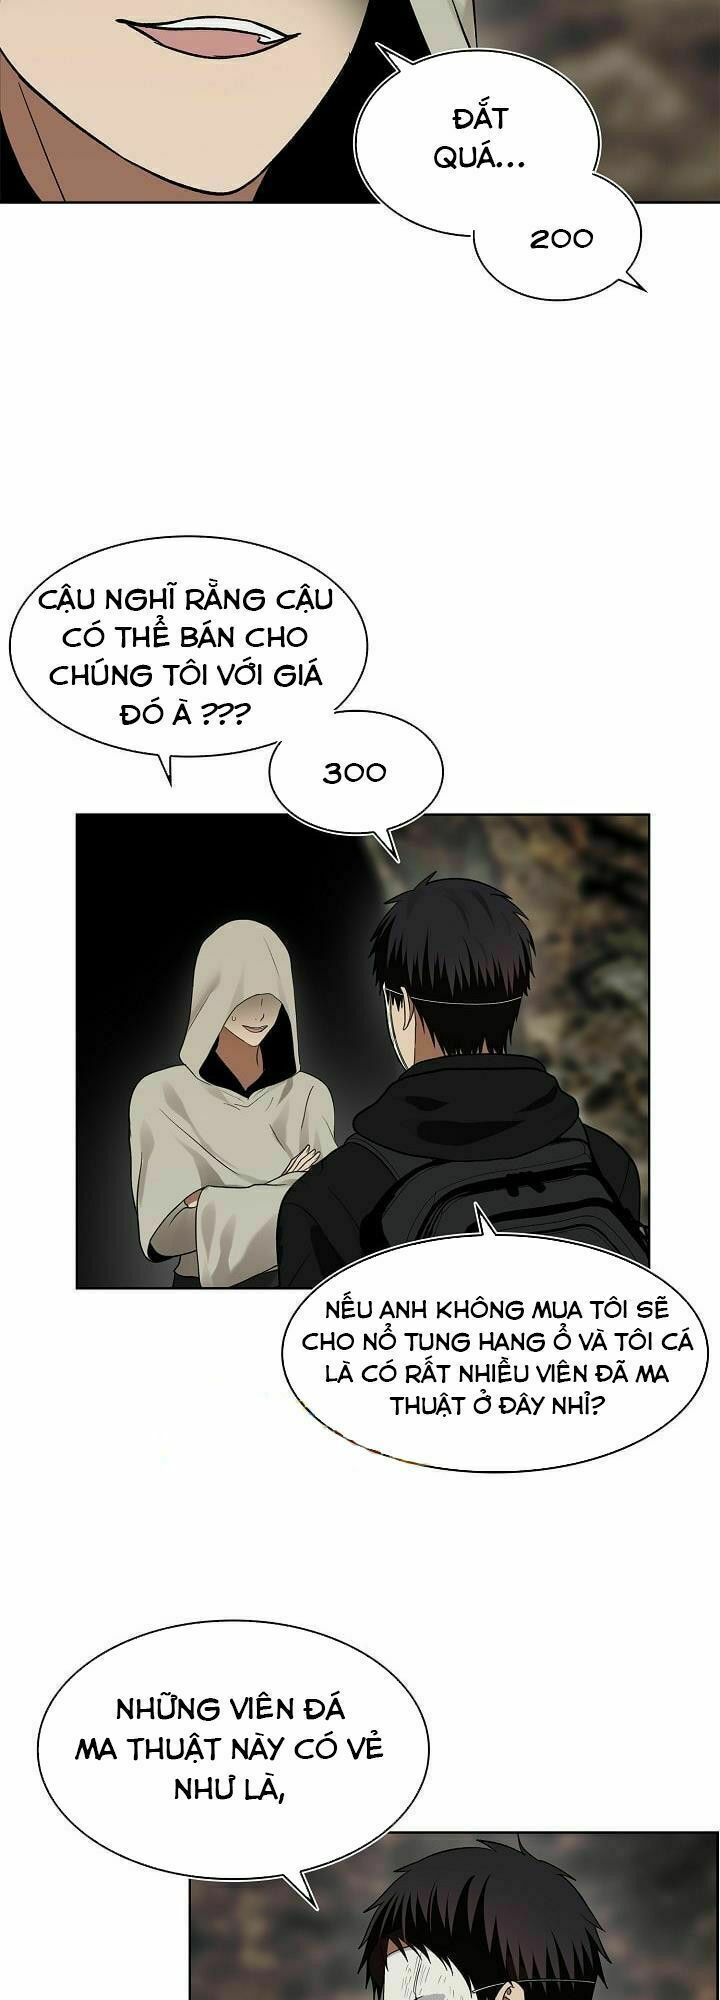 ĐẮT
QUÁ...
200
CẬU NGHĨ RẰNG CẬU
CÓ THỂ BÁN CHO
CHÚNG TÔI VỚI GIÁ
ĐÓ À ???
300
NẾU ANH KHÔNG MUA TÔI SẼ
CHO NỔ TUNG HANG Ổ VÀ TÔI CÁ
LÀ CÓ RẤT NHIỀU VIÊN ĐÃ MA
THUẬT Ở ĐÂY NHỈ?
NHỮNG VIÊN ĐÁ
MA THUẬT NÀY CÓ VẺ
NHƯ LÀ,